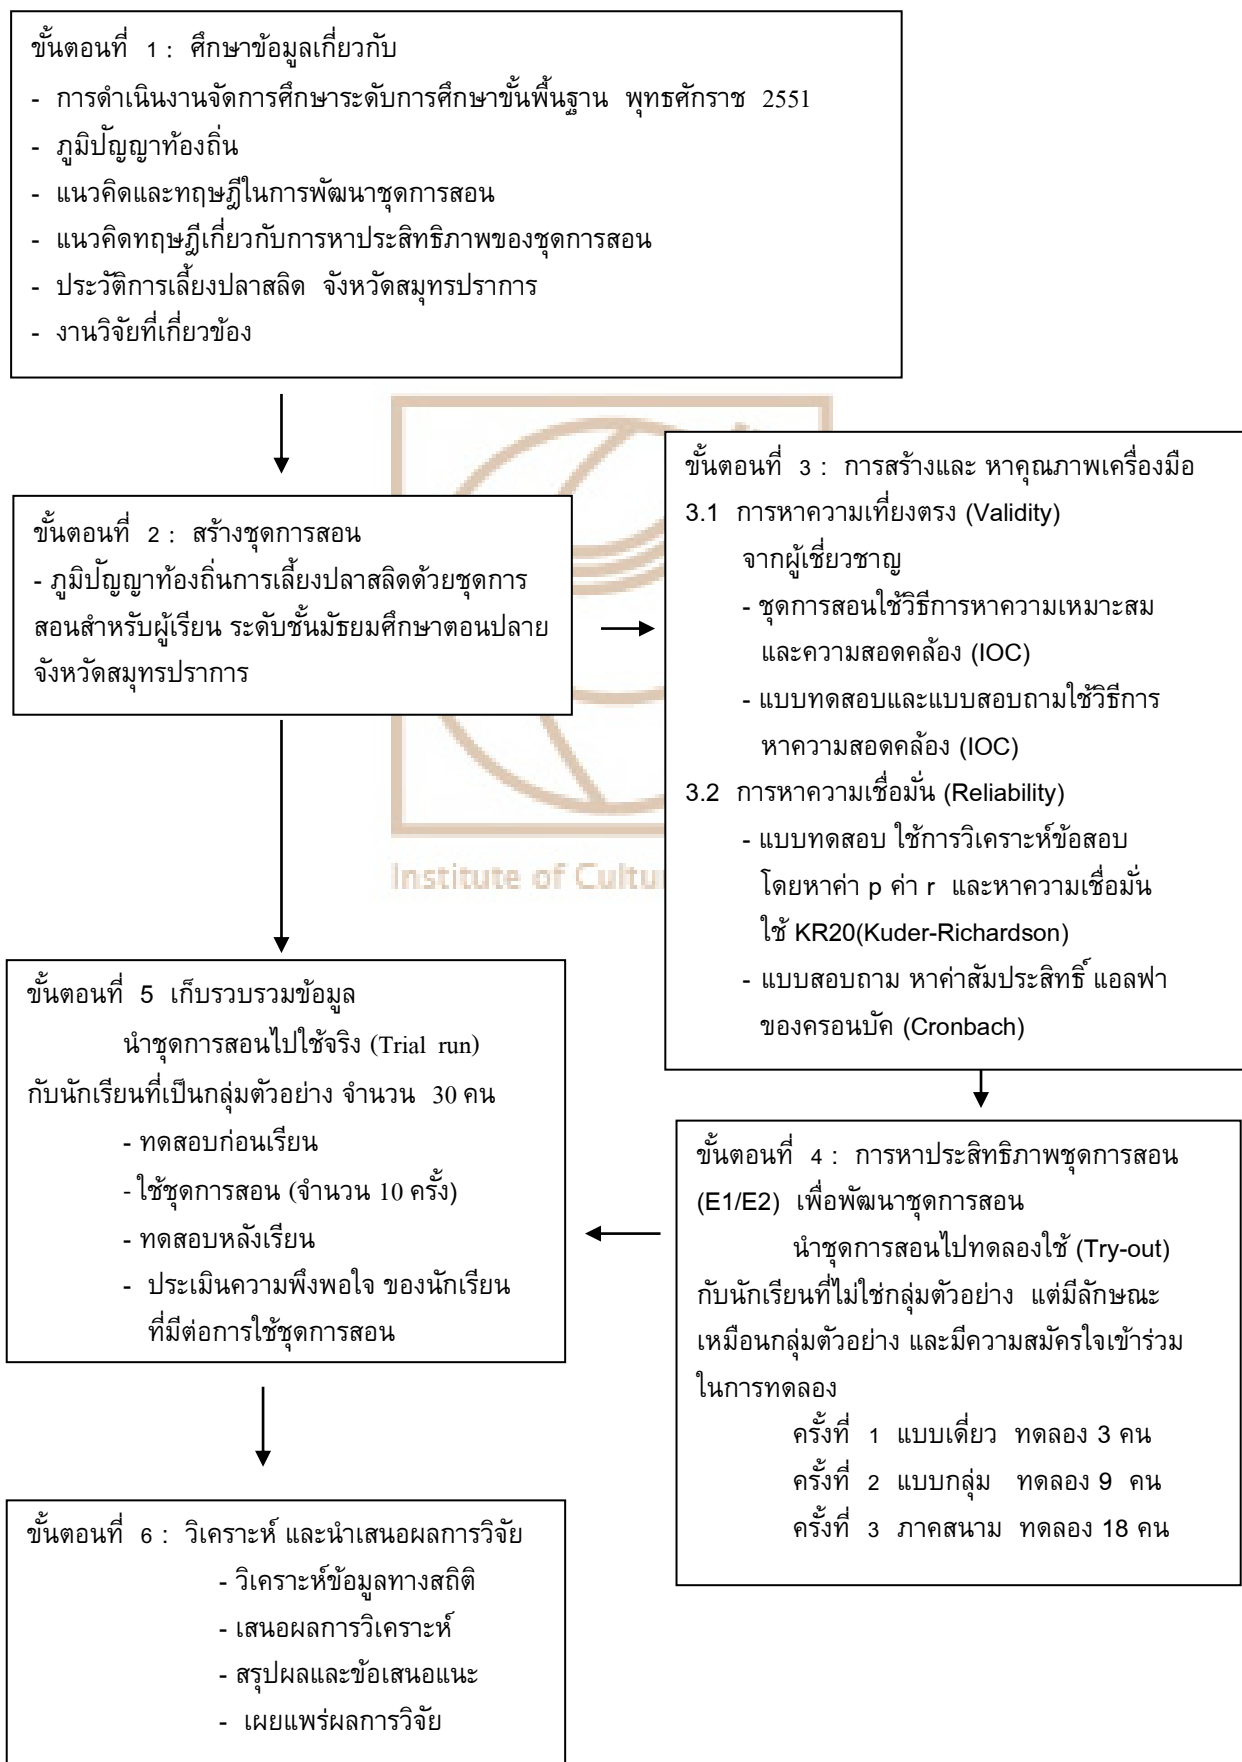 ขั้นตอนที่ 1 : ศึกษาข้อมูลเกี่ยวกับ
- การดำเนินงานจัดการศึกษาระดับการศึกษาขั้นพื้นฐาน พุทธศักราช 2551
- ภูมิปัญญาท้องถิ่น
- แนวคิดและทฤษฎีในการพัฒนาชุดการสอน
- แนวคิดทฤษฎีเกี่ยวกับการหาประสิทธิภาพของชุดการสอน
- ประวัติการเลี้ยงปลาสลิด จังหวัดสมุทรปราการ
- งานวิจัยที่เกี่ยวข้อง
ขั้นตอนที่ 2 : สร้างชุดการสอน
- ภูมิปัญญาท้องถิ่นการเลี้ยงปลาสลิดด้วยชุดการ
สอนสำหรับผู้เรียน ระดับชั้นมัธยมศึกษาตอนปลาย
จังหวัดสมุทรปราการ
ขั้นตอนที่ 3 : การสร้างและ หาคุณภาพเครื่องมือ
3.1 การหาความเที่ยงตรง (Validity)
จากผู้เชี่ยวชาญ
- ชุดการสอนใช้วิธีการหาความเหมาะสม
และความสอดคล้อง (IOC)
- แบบทดสอบและแบบสอบถามใช้วิธีการ
หาความสอดคล้อง (IOC)
3.2 การหาความเชื่อมั่น (Reliability)
- แบบทดสอบ ใช้การวิเคราะห์ข้อสอบ
โดยหาค่า p ค่า r และหาความเชื่อมั่น
ใช้ KR20(Kuder-Richardson)
- แบบสอบถาม หาค่าสัมประสิทธิ์ แอลฟา
ของครอนบัค (Cronbach)
Institute of Cultu
ขั้นตอนที่ 4 : การหาประสิทธิภาพชุดการสอน
(E1/E2) เพื่อพัฒนาชุดการสอน
นำชุดการสอนไปทดลองใช้ (Try-out)
กับนักเรียนที่ไม่ใช่กลุ่มตัวอย่าง แต่มีลักษณะ
เหมือนกลุ่มตัวอย่าง และมีความสมัครใจเข้าร่วม
ในการทดลอง
ครั้งที่ 1 แบบเดี่ยว ทดลอง 3 คน
ครั้งที่ 2 แบบกลุ่ม ทดลอง 9 คน
ครั้งที่ 3 ภาคสนาม ทดลอง 18 คน
ขั้นตอนที่ 5 เก็บรวบรวมข้อมูล
นำชุดการสอนไปใช้จริง (Trial run)
กับนักเรียนที่เป็นกลุ่มตัวอย่าง จำนวน 30 คน
- ทดสอบก่อนเรียน
- ใช้ชุดการสอน (จำนวน 10 ครั้ง)
- ทดสอบหลังเรียน
- ประเมินความพึงพอใจ ของนักเรียน
ที่มีต่อการใช้ชุดการสอน
ขั้นตอนที่ 6 : วิเคราะห์ และนำเสนอผลการวิจัย
- วิเคราะห์ข้อมูลทางสถิติ
- เสนอผลการวิเคราะห์
- สรุปผลและข้อเสนอแนะ
- เผยแพร่ผลการวิจัย